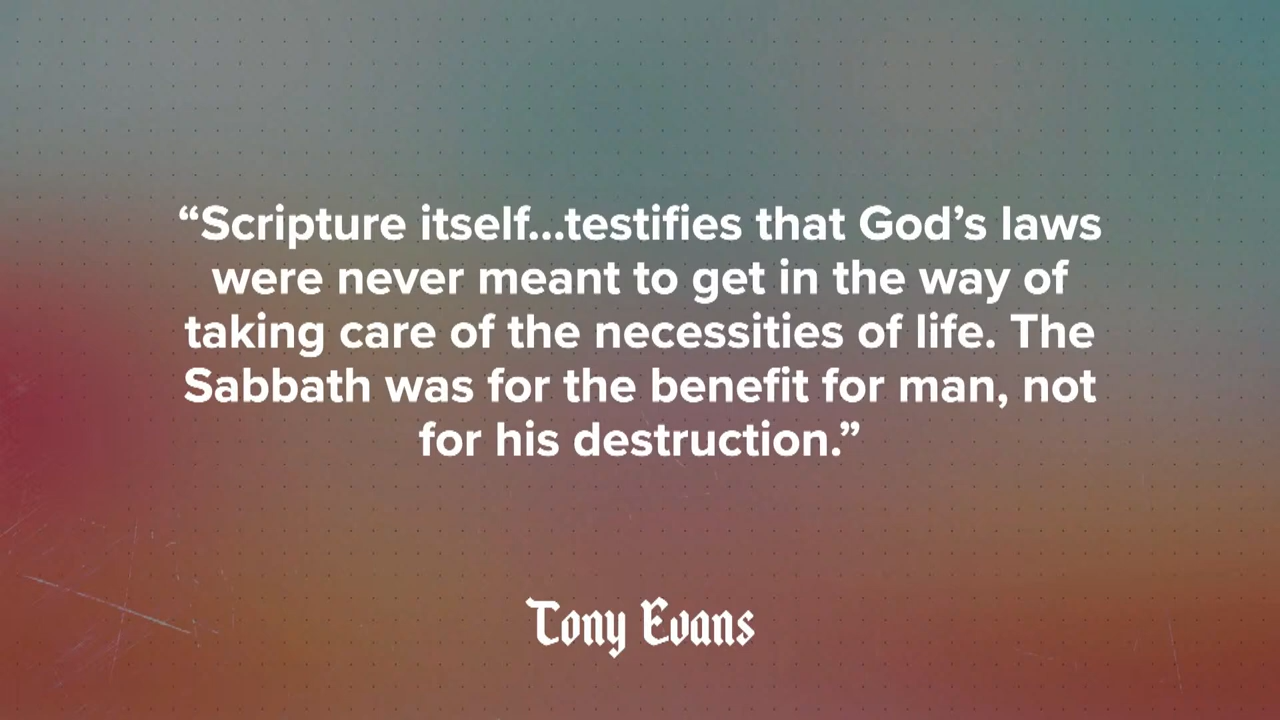 “Scripture itself...testifies that God’s laws
were never meant to get in the way of
taking care of the necessities of life. The
Sabbath was for the benefit for man, not
for his destruction.”
Tony Evans